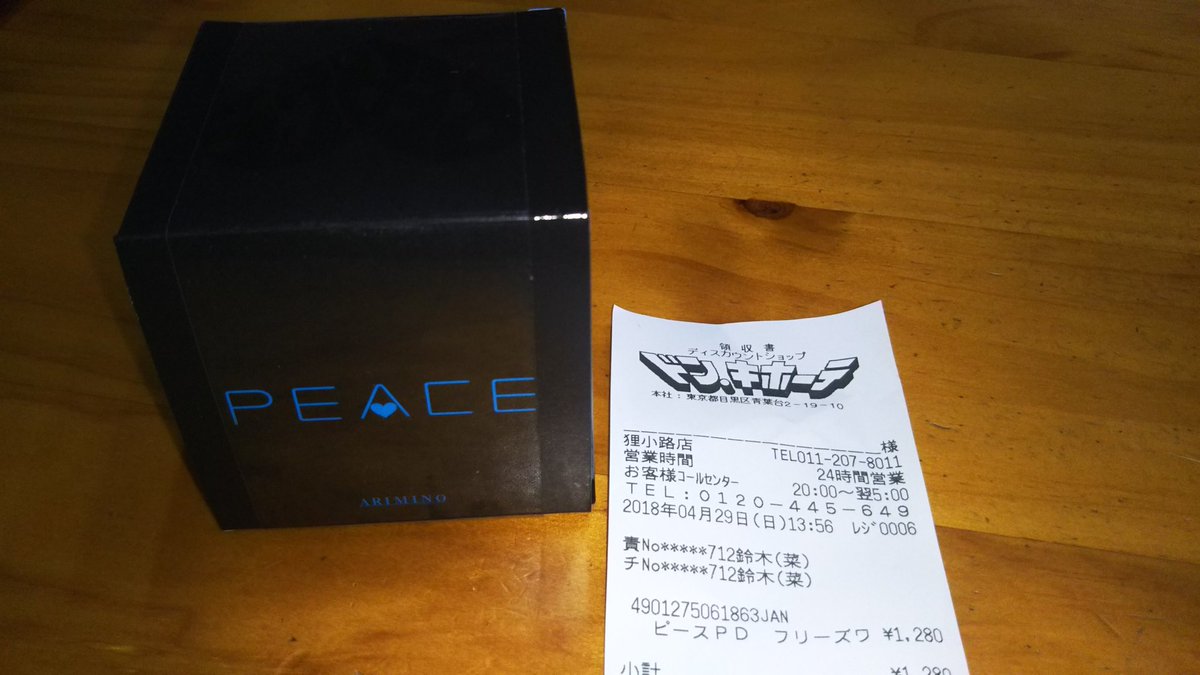 PEACE
ARIMINO
領収書
ディスカウントショップ
ドン.キホーテ
本社:東京都目黒区青葉台2-19-10
様
狸小路店 TEL011-207-8011
営業時間 24時間営業
お客様コールセンター 20:00~翌5:00
TEL:0120-445-649
2018年04月29日(日)13:56 レジ0006
責No*****712鈴木(菜)
チNo*****712鈴木(菜)
4901275061863JAN
ピースPD フリーズワ ¥1,280
小計 ¥1,280